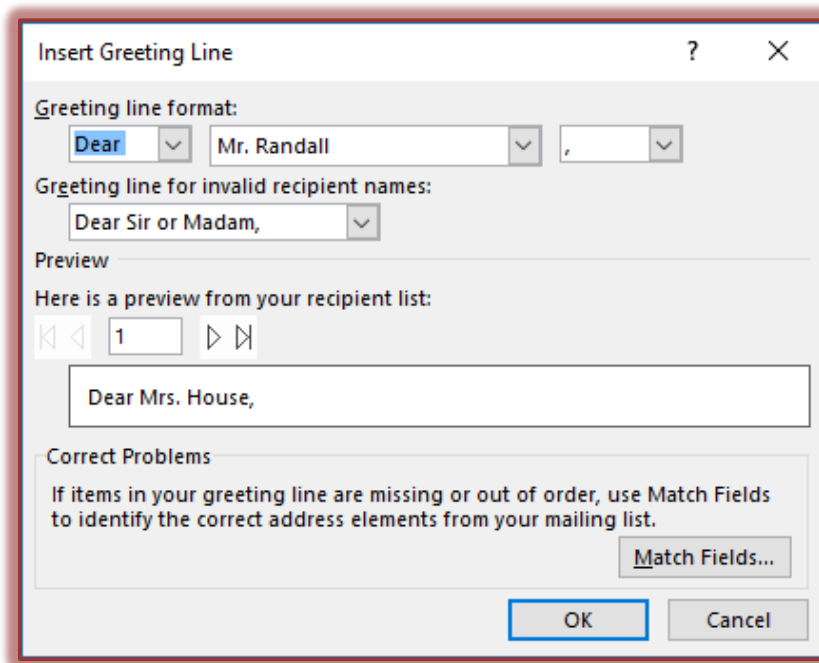 Insert Greeting Line ?
Greeting line format:
Dear Mr. Randall ,
Greeting line for invalid recipient names:
Dear Sir or Madam,
Preview
Here is a preview from your recipient list:
1
Dear Mrs. House,
Correct Problems
If items in your greeting line are missing or out of order, use Match Fields
to identify the correct address elements from your mailing list.
Match Fields...
OK Cancel